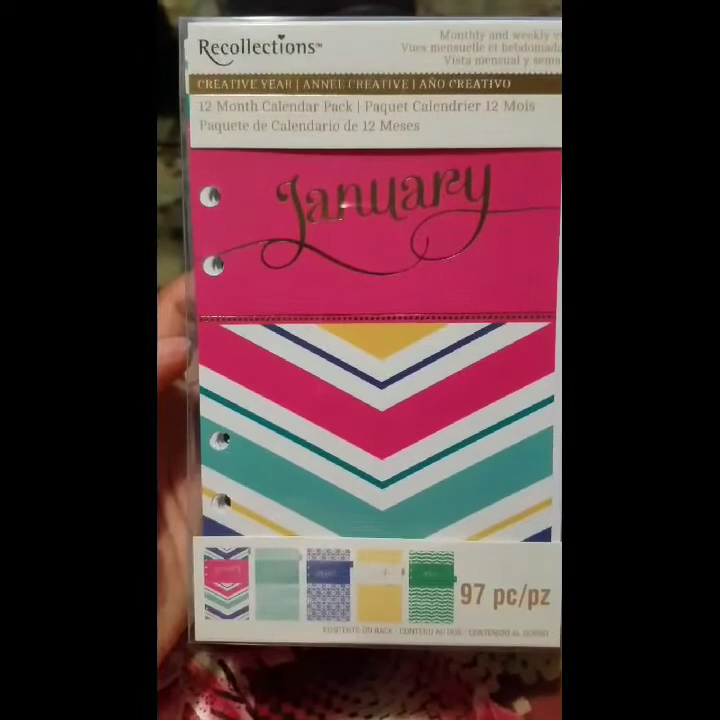 Recollections™
Monthly and weekly
Vues mensuelle et
Vista mensual y
CREATIVE YEAR | ANNÉE CRÉATIVE | AÑO CREATIVO
12 Month Calendar Pack | Paquet Calendrier 12 Mois
Paquete de Calendario de 12 Meses
January
97 pc/pz
CONTENTS ON BACK • CONTENU AU DOS • CONTENIDO AL DORSO